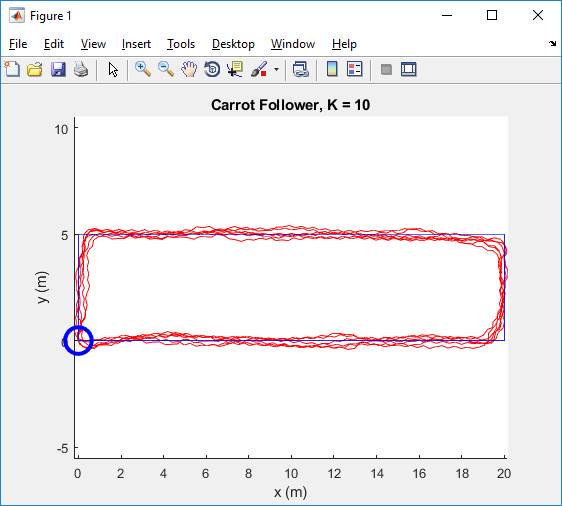 Figure 1
File Edit View Insert Tools Desktop Window Help
Carrot Follower, K = 10
10
5
0
-5
y (m)
0 2 4 6 8 10 12 14 16 18 20
x (m)